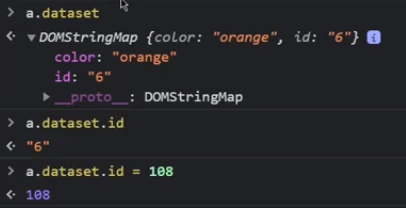 > a.dataset
DOMStringMap {color: "orange", id: "6"} i
color: "orange"
id: "6"
__proto__: DOMStringMap
> a.dataset.id
"6"
> a.dataset.id = 108
108